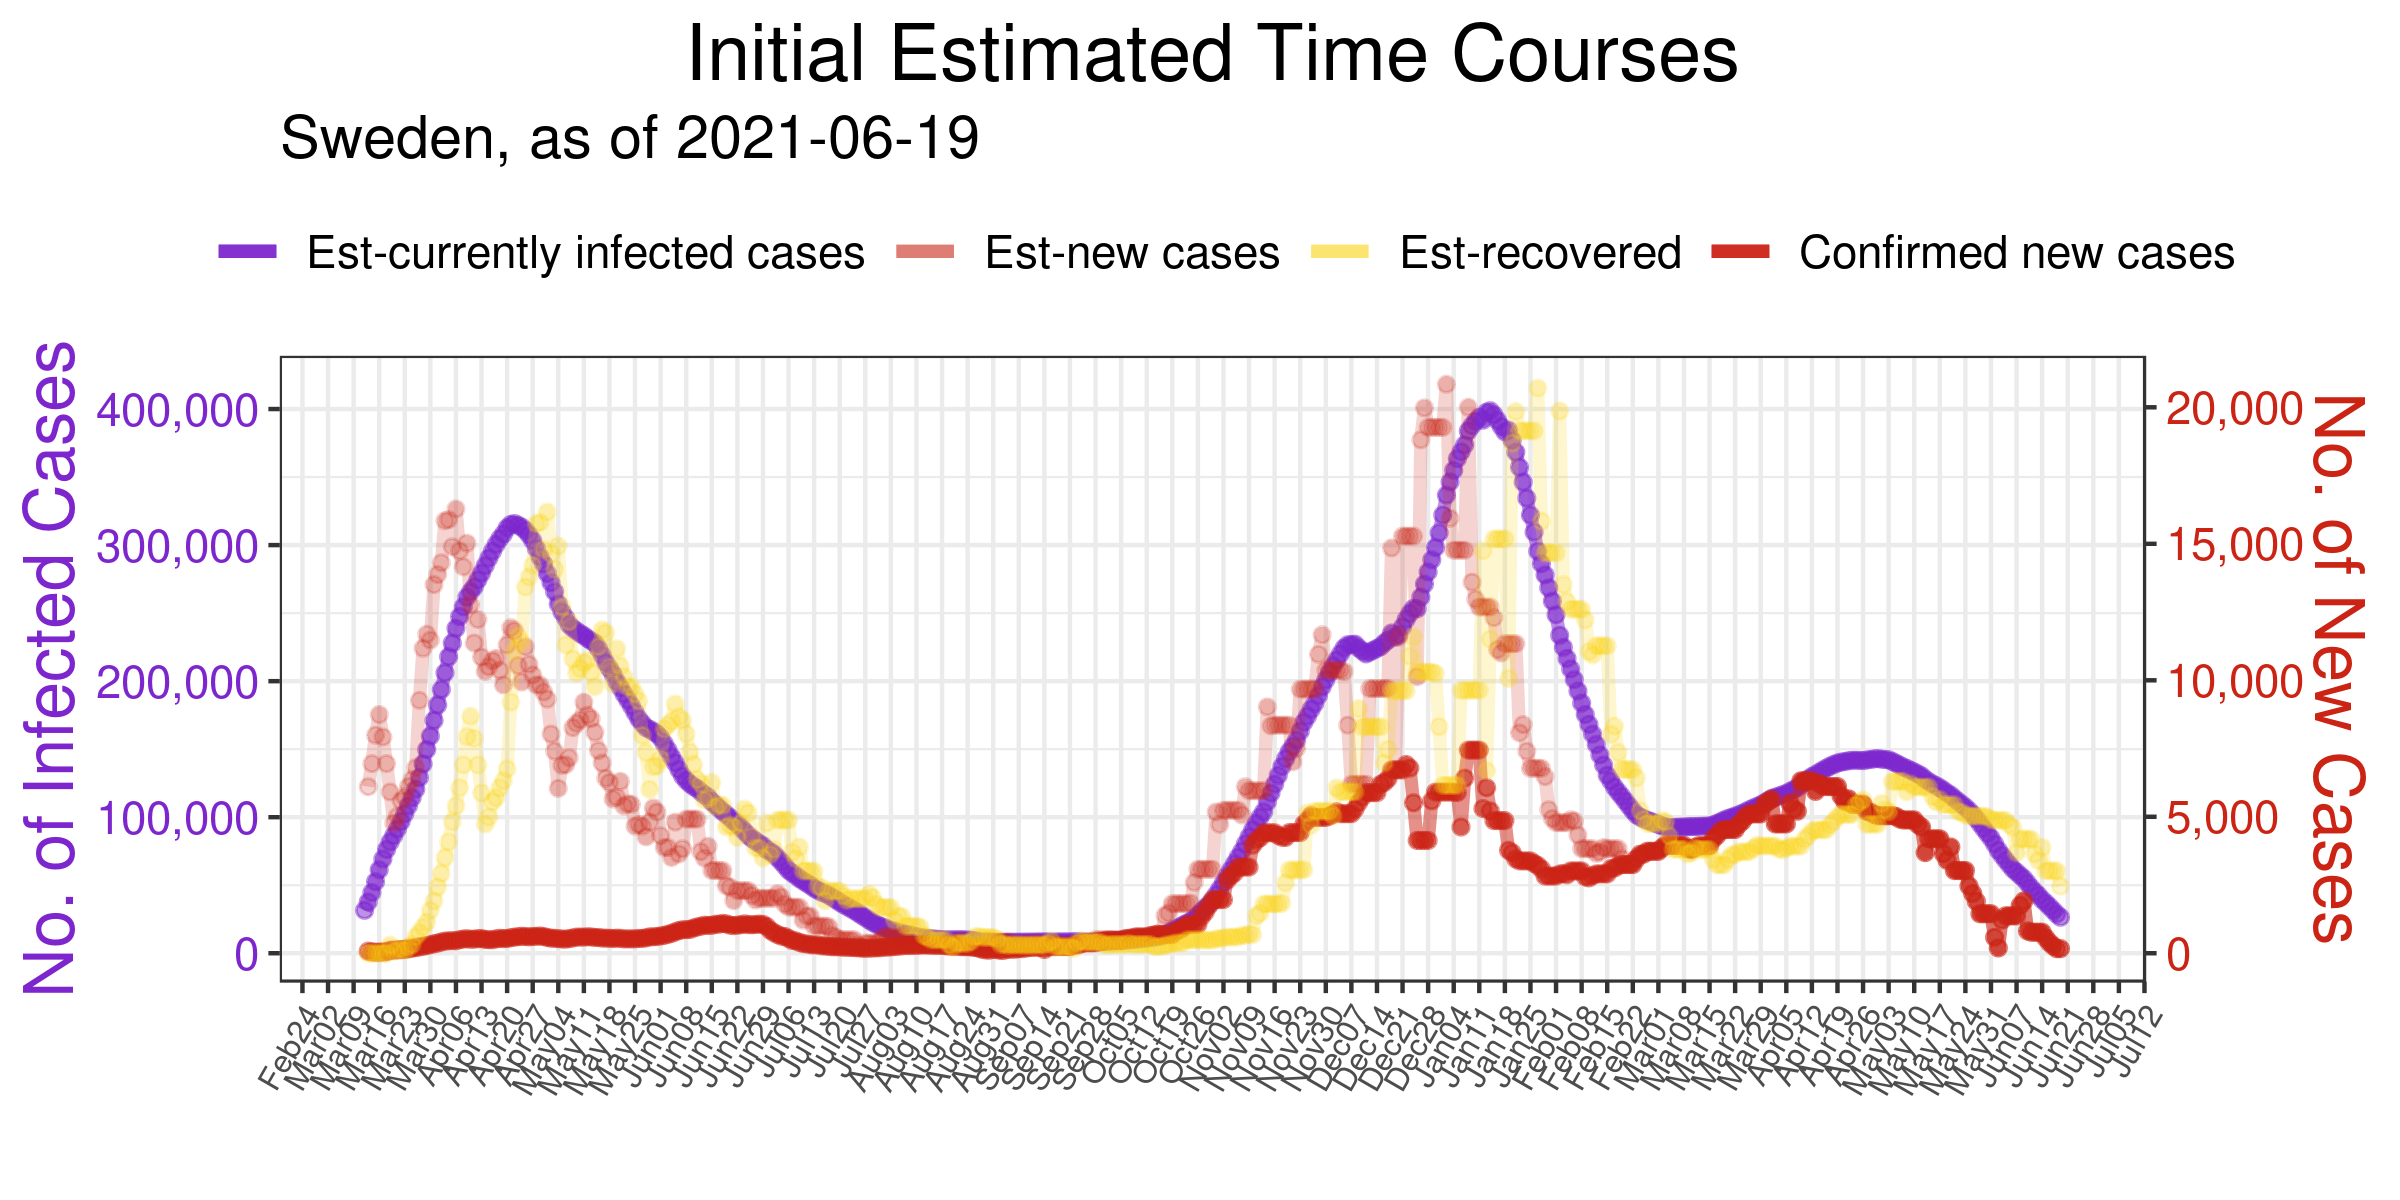 Initial Estimated Time Courses
Sweden, as of 2021-06-19
Est-currently infected cases
Est-new cases
Est-recovered
Confirmed new cases
No. of Infected Cases
400,000
300,000
200,000
100,000
0
20,000
15,000
10,000
5,000
0
No. of New Cases
Feb24
Mar02
Mar09
Mar16
Mar23
Mar30
Apr06
Apr13
Apr20
Apr27
May04
May11
May18
May25
Jun01
Jun08
Jun15
Jun22
Jun29
Jul06
Jul13
Jul20
Jul27
Aug03
Aug10
Aug17
Aug24
Aug31
Sep07
Sep14
Sep21
Sep28
Oct05
Oct12
Oct19
Oct26
Nov02
Nov09
Nov16
Nov23
Nov30
Dec07
Dec14
Dec21
Dec28
Jan04
Jan11
Jan18
Jan25
Feb01
Feb08
Feb15
Feb22
Mar01
Mar08
Mar15
Mar22
Mar29
Apr05
Apr12
Apr19
Apr26
May03
May10
May17
May24
May31
Jun07
Jun14
Jun21
Jun28
Jul05
Jul12